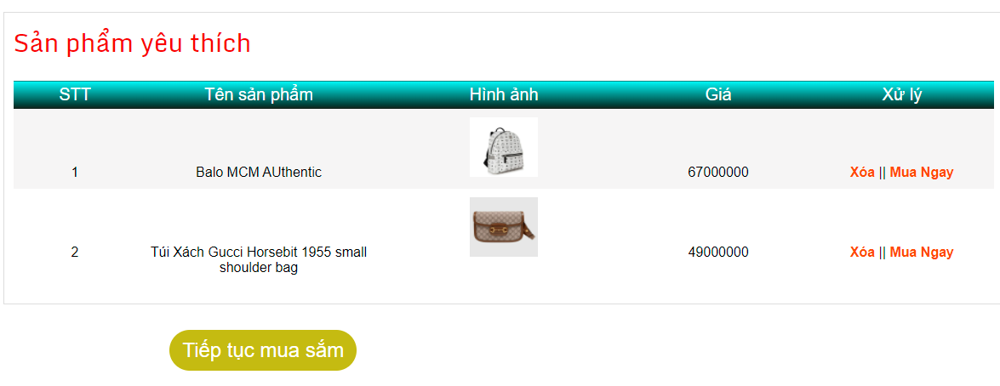 Sản phẩm yêu thích
STT Tên sản phẩm Hình ảnh Giá Xử lý
1 Balo MCM AUthentic 67000000 Xóa || Mua Ngay
2 Túi Xách Gucci Horsebit 1955 small 49000000 Xóa || Mua Ngay
shoulder bag
Tiếp tục mua sắm